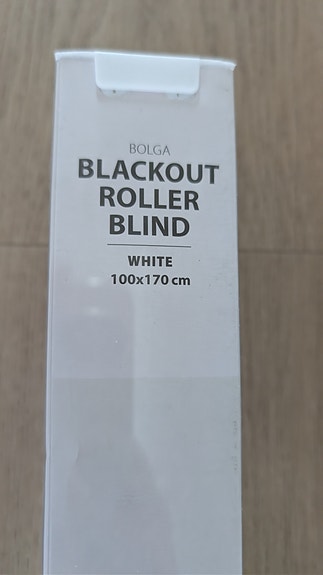 BOLGA
BLACKOUT
ROLLER
BLIND
WHITE
100x170 cm